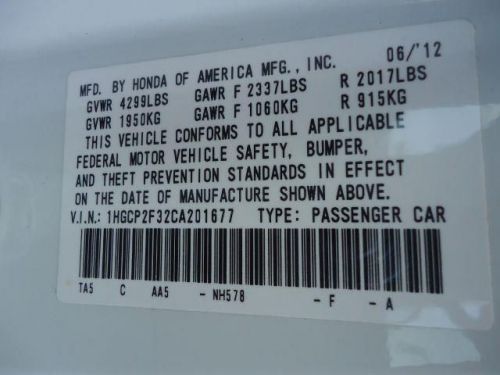 MFD. BY HONDA OF AMERICA MFG., INC. 06/'12
GVWR 4299LBS GAWR F 2337LBS R 2017LBS
GVWR 1950KG GAWR F 1060KG R 915KG
THIS VEHICLE CONFORMS TO ALL APPLICABLE
FEDERAL MOTOR VEHICLE SAFETY, BUMPER,
AND THEFT PREVENTION STANDARDS IN EFFECT
ON THE DATE OF MANUFACTURE SHOWN ABOVE.
V.I.N.: 1HGCP2F32CA201677 TYPE: PASSENGER CAR
TA5 C AA5 - NH578 - F - A